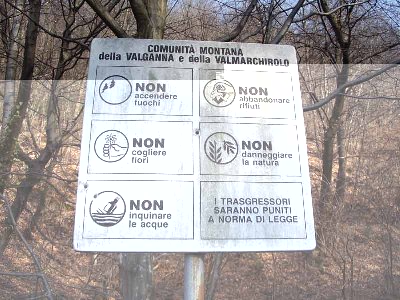 COMUNITÀ MONTANA
della VALGANNA e della VALMARCHIROLO
NON
accendere
fuochi
NON
abbandonare
rifiuti
NON
cogliere
fiori
NON
danneggiare
la natura
NON
inquinare
le acque
I TRASGRESSORI
SARANNO PUNITI
A NORMA DI LEGGE